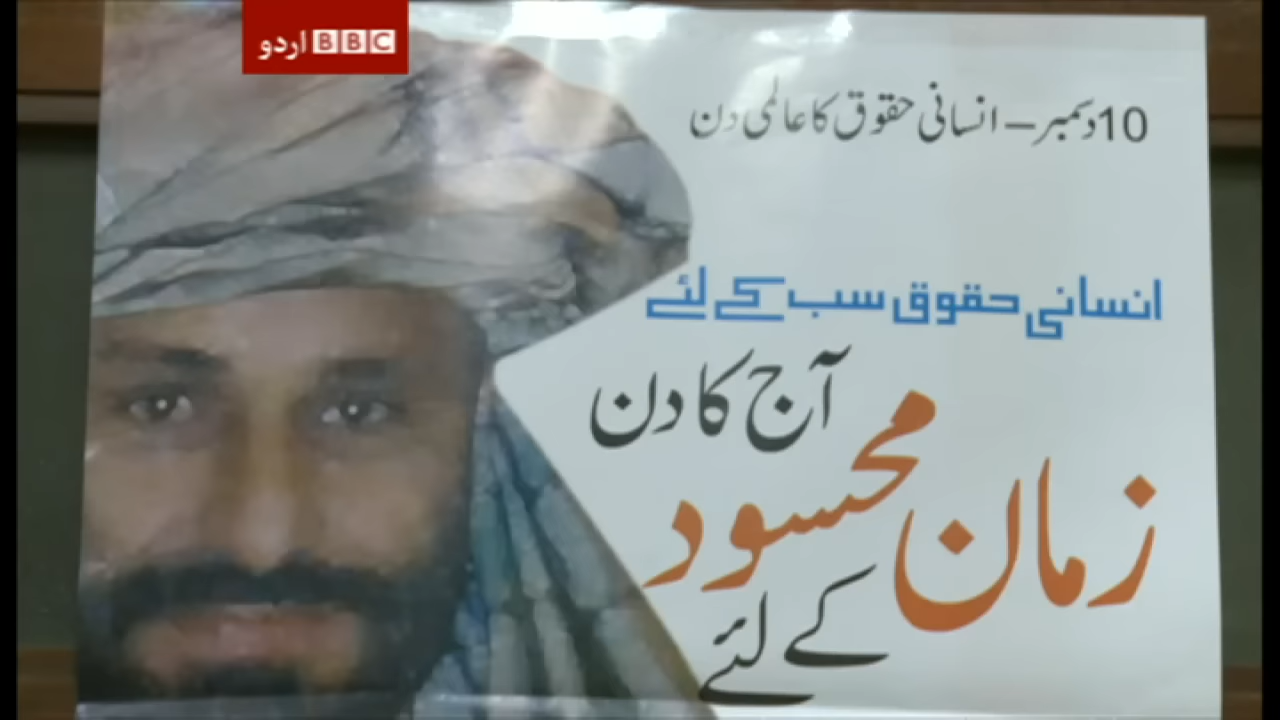 BBC اردو
10 دسمبر – انسانی حقوق کا عالمی دن
انسانی حقوق سب کے لئے
آج کا دن
زمان محسود
کے لئے